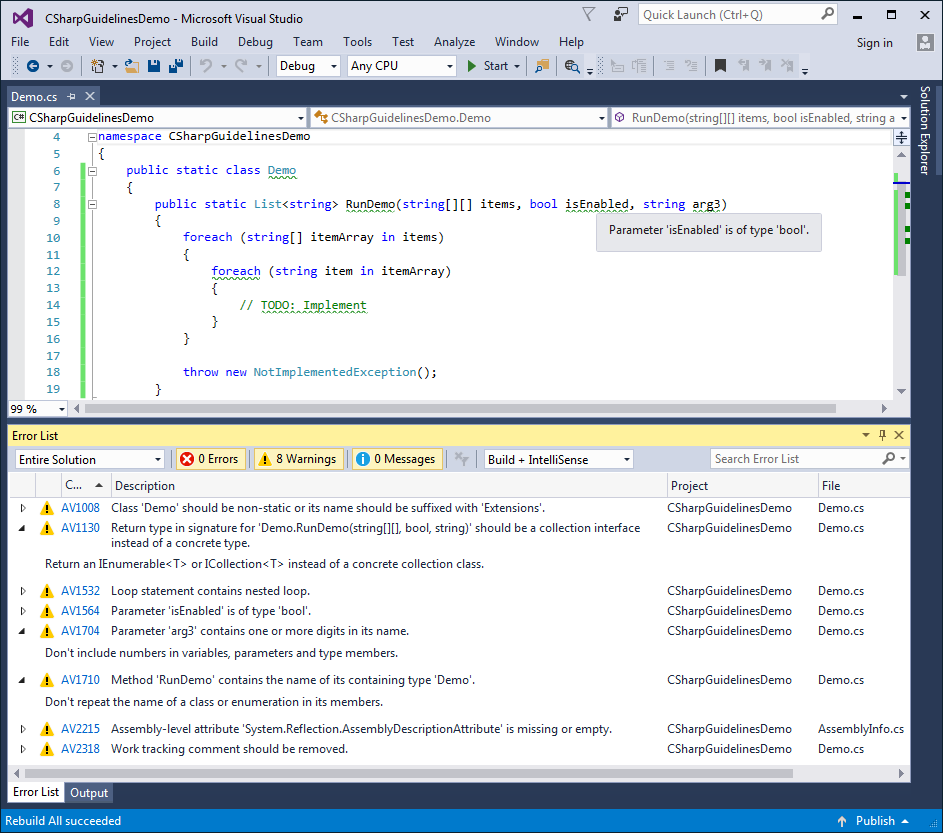 CSharpGuidelinesDemo - Microsoft Visual Studio
Quick Launch (Ctrl+Q)
File Edit View Project Build Debug Team Tools Test Analyze Window Help
Sign in
Debug Any CPU Start
Demo.cs
Solution Explorer
C# CSharpGuidelinesDemo CSharpGuidelinesDemo.Demo RunDemo(string[][] items, bool isEnabled, string a
4 namespace CSharpGuidelinesDemo
5 {
6 public static class Demo
7 {
8 public static List<string> RunDemo(string[][] items, bool isEnabled, string arg3)
9 {
Parameter 'isEnabled' is of type 'bool'.
10 foreach (string[] itemArray in items)
11 {
12 foreach (string item in itemArray)
13 {
14 // TODO: Implement
15 }
16 }
17
18 throw new NotImplementedException();
19 }
99 %
Error List
Entire Solution 0 Errors 8 Warnings 0 Messages Build + IntelliSense Search Error List
C... Description Project File
AV1008 Class 'Demo' should be non-static or its name should be suffixed with 'Extensions'. CSharpGuidelinesDemo Demo.cs
AV1130 Return type in signature for 'Demo.RunDemo(string[][], bool, string)' should be a collection interface CSharpGuidelinesDemo Demo.cs
instead of a concrete type.
Return an IEnumerable<T> or ICollection<T> instead of a concrete collection class.
AV1532 Loop statement contains nested loop. CSharpGuidelinesDemo Demo.cs
AV1564 Parameter 'isEnabled' is of type 'bool'. CSharpGuidelinesDemo Demo.cs
AV1704 Parameter 'arg3' contains one or more digits in its name. CSharpGuidelinesDemo Demo.cs
Don't include numbers in variables, parameters and type members.
AV1710 Method 'RunDemo' contains the name of its containing type 'Demo'. CSharpGuidelinesDemo Demo.cs
Don't repeat the name of a class or enumeration in its members.
AV2215 Assembly-level attribute 'System.Reflection.AssemblyDescriptionAttribute' is missing or empty. CSharpGuidelinesDemo AssemblyInfo.cs
AV2318 Work tracking comment should be removed. CSharpGuidelinesDemo Demo.cs
Error List Output
Rebuild All succeeded
Publish